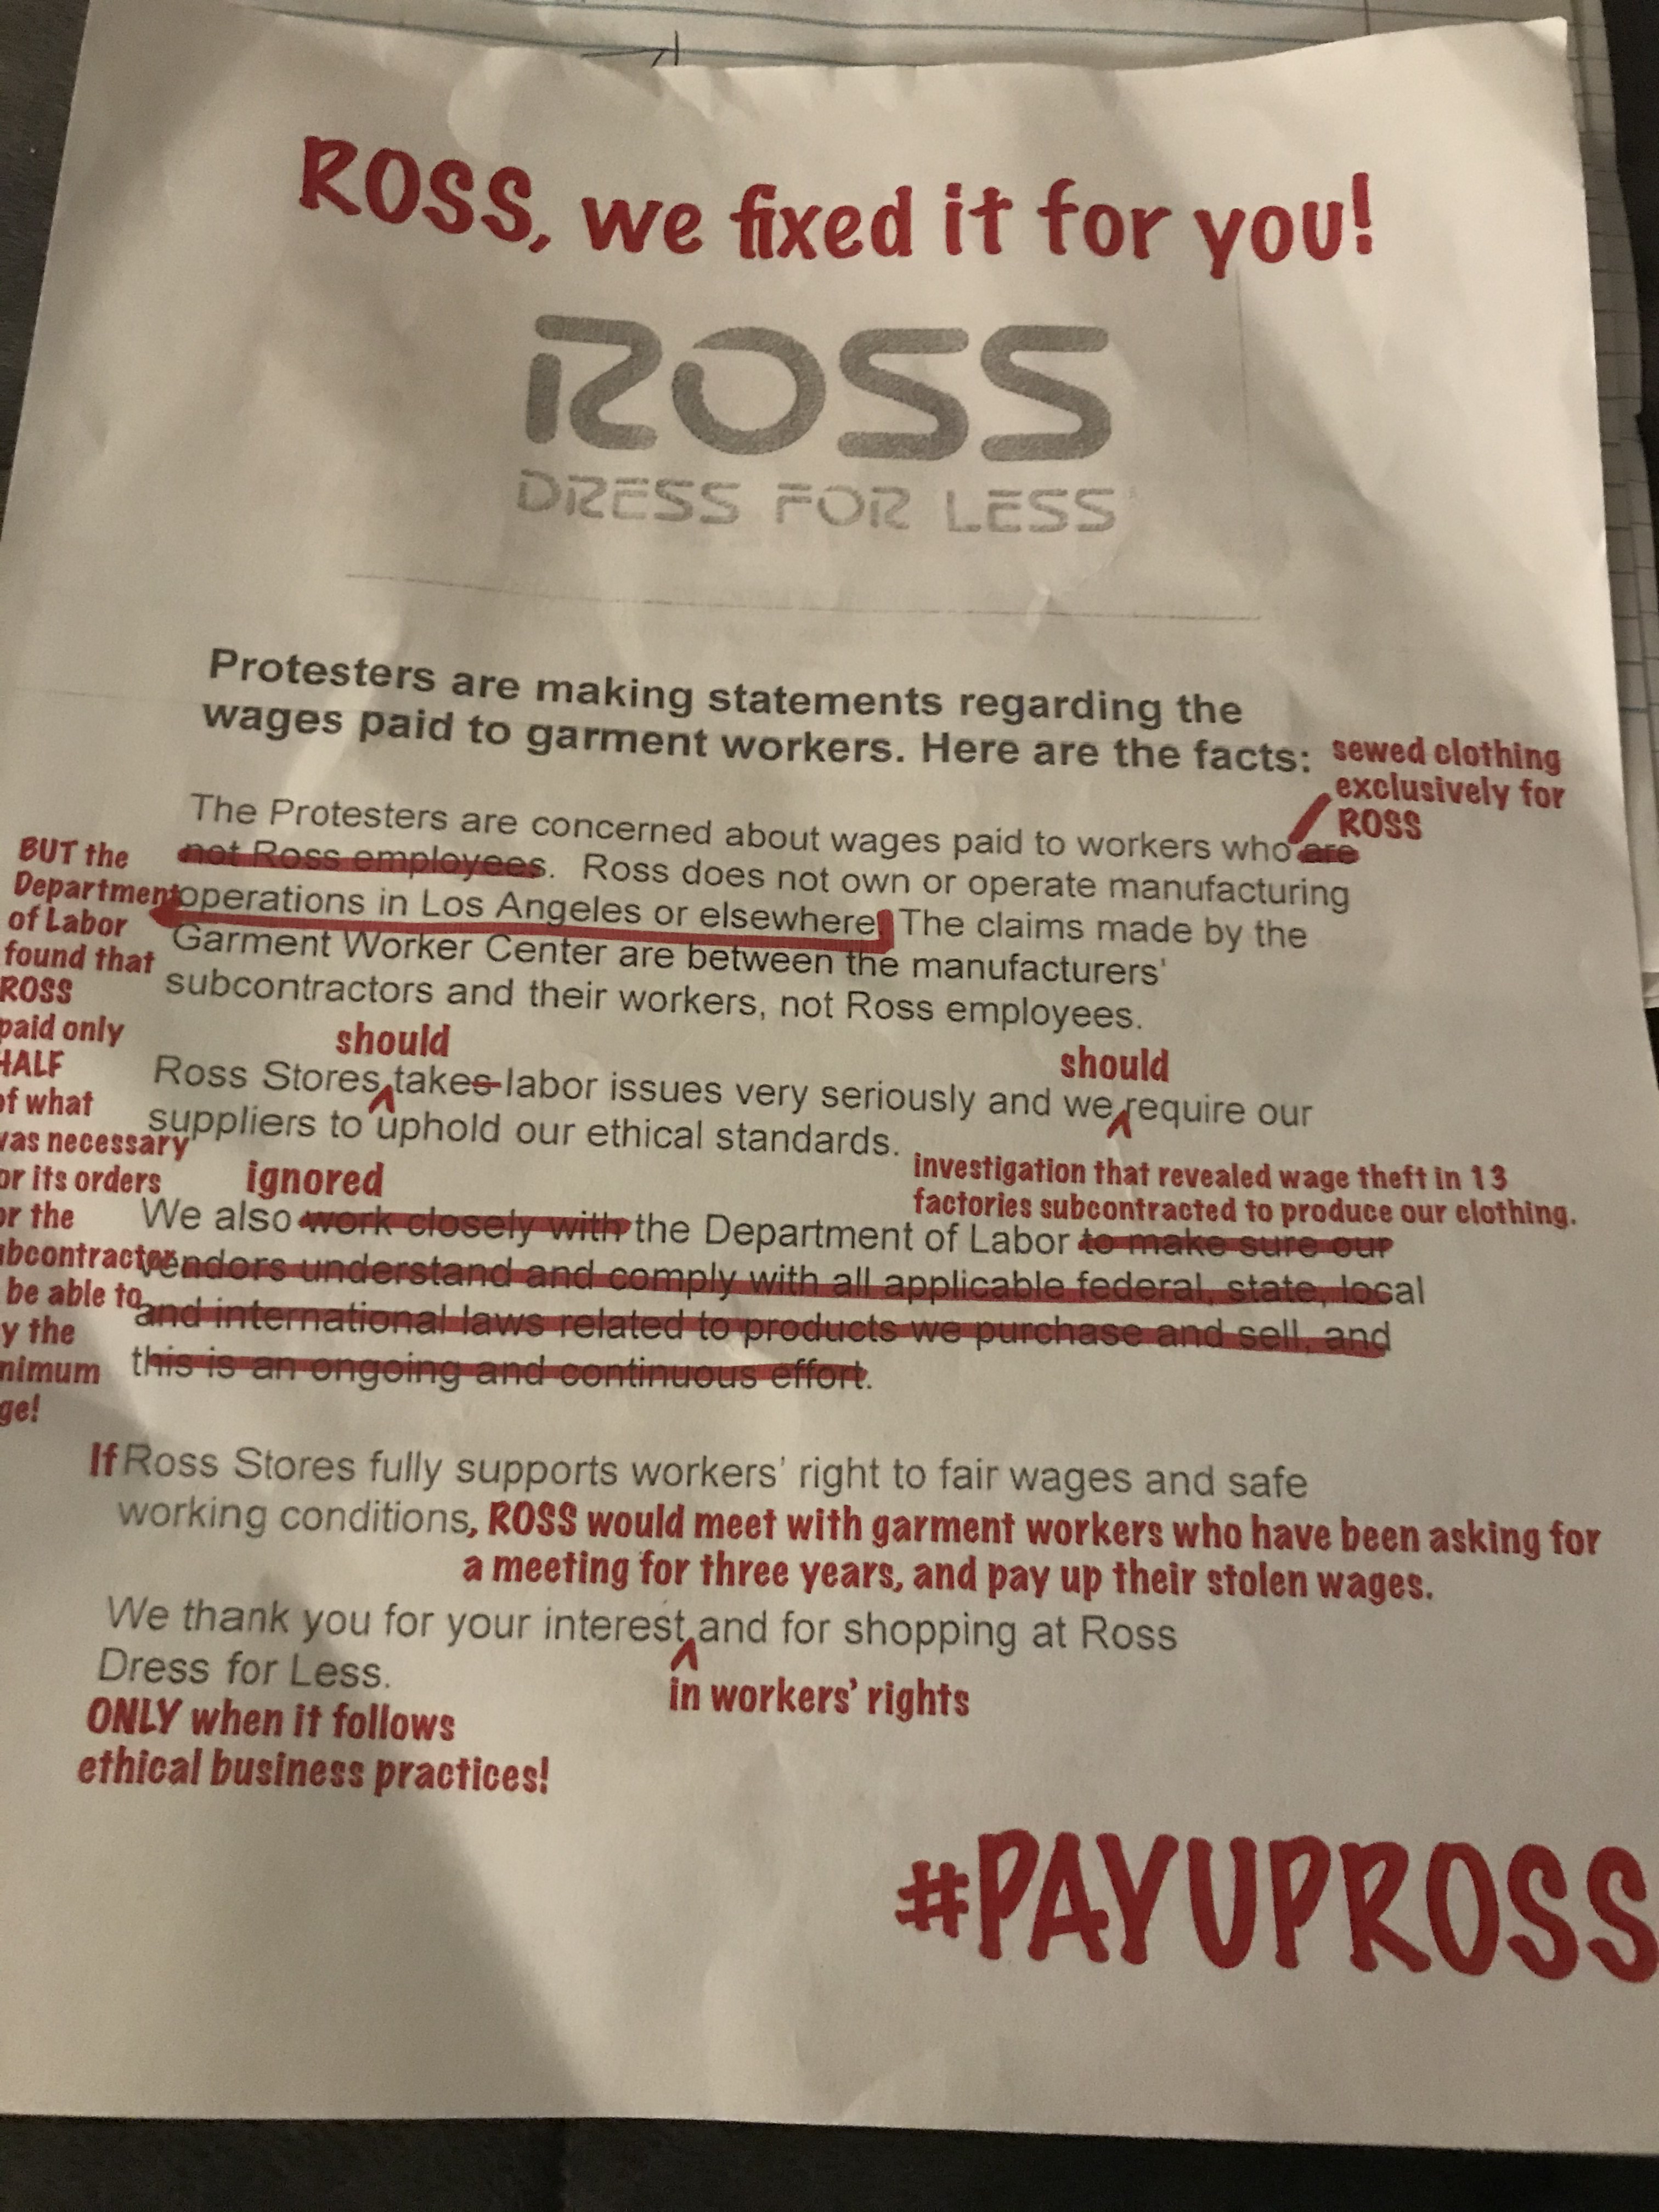 ROSS, we fixed it for you!
ROSS
DRESS FOR LESS
Protesters are making statements regarding the
wages paid to garment workers. Here are the facts:
sewed clothing
exclusively for
ROSS
The Protesters are concerned about wages paid to workers who are
not Ross employees. Ross does not own or operate manufacturing
operations in Los Angeles or elsewhere. The claims made by the
Garment Worker Center are between the manufacturers'
subcontractors and their workers, not Ross employees.
BUT the
Department
of Labor
found that
ROSS
paid only
HALF
of what
was necessary
for its orders
for the
subcontractor
be able to
the
minimum
should
should
Ross Stores takes labor issues very seriously and we require our
suppliers to uphold our ethical standards.
ignored
investigation that revealed wage theft in 13
factories subcontracted to produce our clothing.
We also work closely with the Department of Labor to make sure our
vendors understand and comply with all applicable federal, state, local
and international laws related to products we purchase and sell, and
this is an ongoing and continuous effort.
If Ross Stores fully supports workers' right to fair wages and safe
working conditions, ROSS would meet with garment workers who have been asking for
a meeting for three years, and pay up their stolen wages.
We thank you for your interest and for shopping at Ross
Dress for Less.
in workers' rights
ONLY when it follows
ethical business practices!
#PAYUPROSS